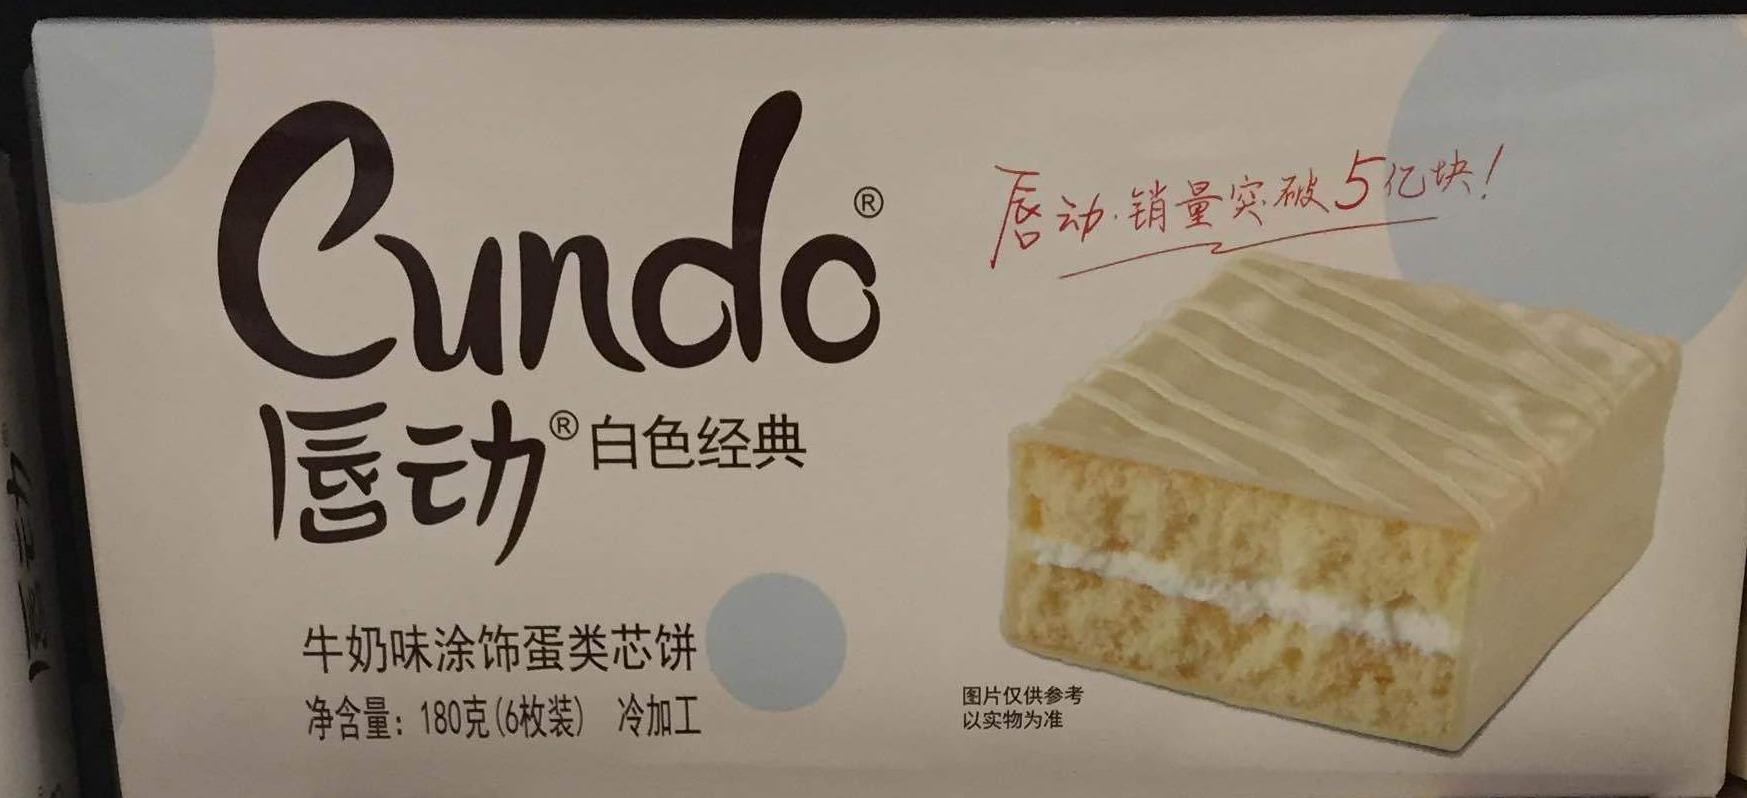 Cundo®
唇动®白色经典
唇动·销量突破5亿块!
牛奶味涂饰蛋类芯饼
净含量:180克(6枚装) 冷加工
图片仅供参考
以实物为准